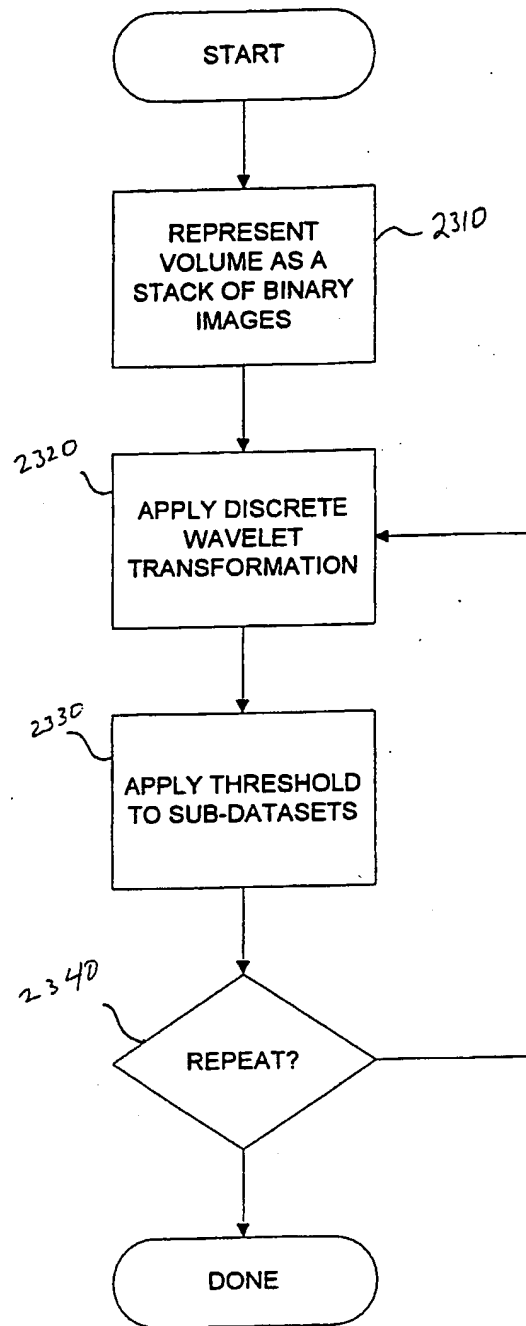 START
REPRESENT
VOLUME AS A
STACK OF BINARY
IMAGES
2310
2320
APPLY DISCRETE
WAVELET
TRANSFORMATION
2330
APPLY THRESHOLD
TO SUB-DATASETS
2340
REPEAT?
DONE